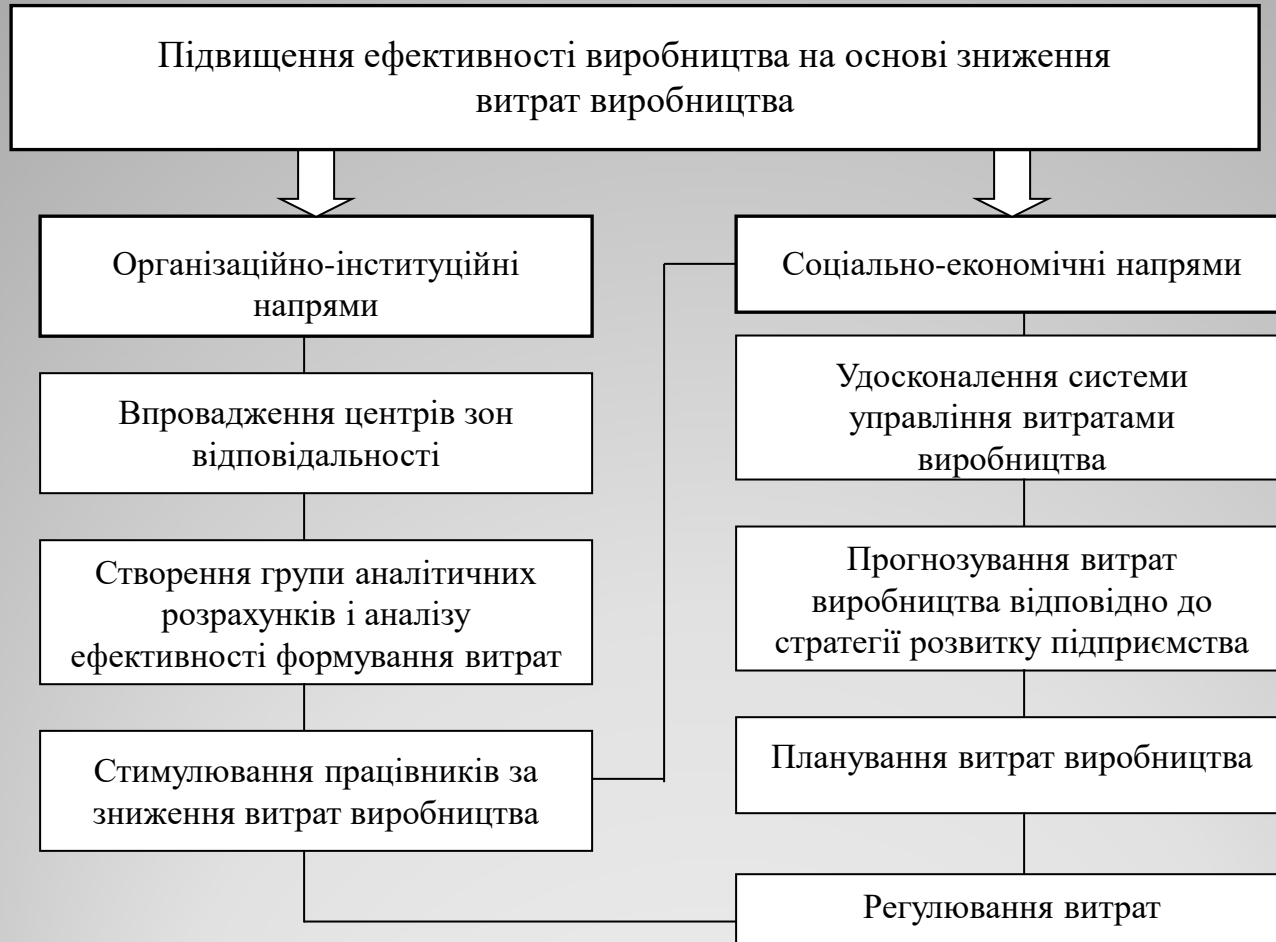 Підвищення ефективності виробництва на основі зниження
витрат виробництва
Організаційно-інституційні
напрями
Впровадження центрів зон
відповідальності
Створення групи аналітичних
розрахунків і аналізу
ефективності формування витрат
Стимулювання працівників за
зниження витрат виробництва
Соціально-економічні напрями
Удосконалення системи
управління витратами
виробництва
Прогнозування витрат
виробництва відповідно до
стратегії розвитку підприємства
Планування витрат виробництва
Регулювання витрат